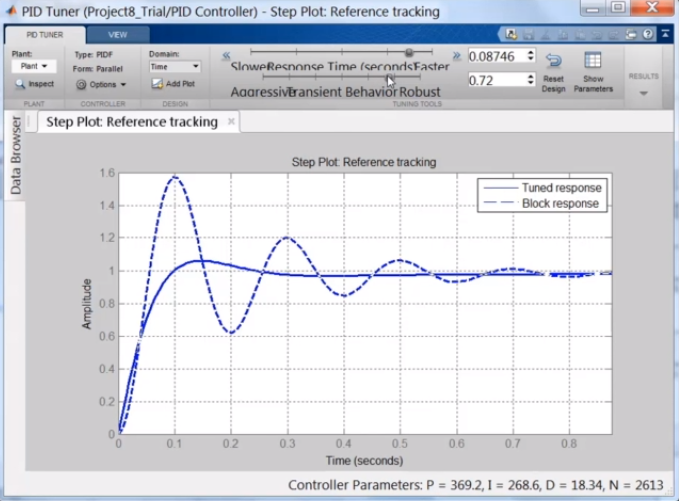 PID Tuner (Project8_Trial/PID Controller) - Step Plot: Reference tracking
PID TUNER VIEW
Plant: Type: PIDF Domain: 0.08746
Plant Form: Parallel Time Slower Response Time (seconds) Faster
Inspect Options Add Plot Aggressive Transient Behavior Robust 0.72 Reset Design Show Parameters RESULTS
PLANT CONTROLLER DESIGN TUNING TOOLS
Data Browser
Step Plot: Reference tracking
Step Plot: Reference tracking
Tuned response
Block response
1.6
1.4
1.2
1
0.8
0.6
0.4
0.2
0
Amplitude
0 0.1 0.2 0.3 0.4 0.5 0.6 0.7 0.8
Time (seconds)
Controller Parameters: P = 369.2, I = 268.6, D = 18.34, N = 2613